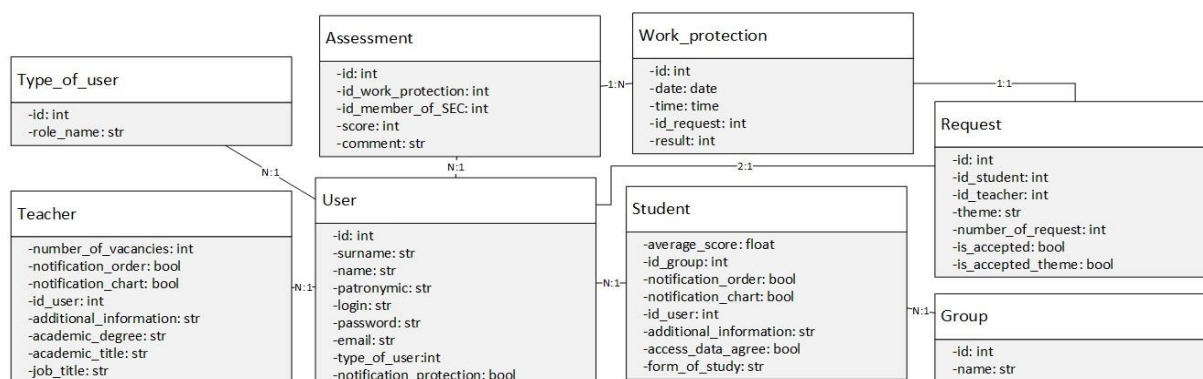 Type_of_user
-id: int
-role_name: str
Assessment
-id: int
-id_work_protection: int
-id_member_of_SEC: int
-score: int
-comment: str
1:N
Work_protection
-id: int
-date: date
-time: time
-id_request: int
-result: int
1:1
Request
-id: int
-id_student: int
-id_teacher: int
-theme: str
-number_of_request: int
-is_accepted: bool
-is_accepted_theme: bool
N:1
N:1
2:1
Teacher
-number_of_vacancies: int
-notification_order: bool
-notification_chart: bool
-id_user: int
-additional_information: str
-academic_degree: str
-academic_title: str
-job_title: str
N:1
User
-id: int
-surname: str
-name: str
-patronymic: str
-login: str
-password: str
-email: str
-type_of_user:int
-notification_protection: bool
N:1
Student
-average_score: float
-id_group: int
-notification_order: bool
-notification_chart: bool
-id_user: int
-additional_information: str
-access_data_agree: bool
-form_of_study: str
N:1
Group
-id: int
-name: str